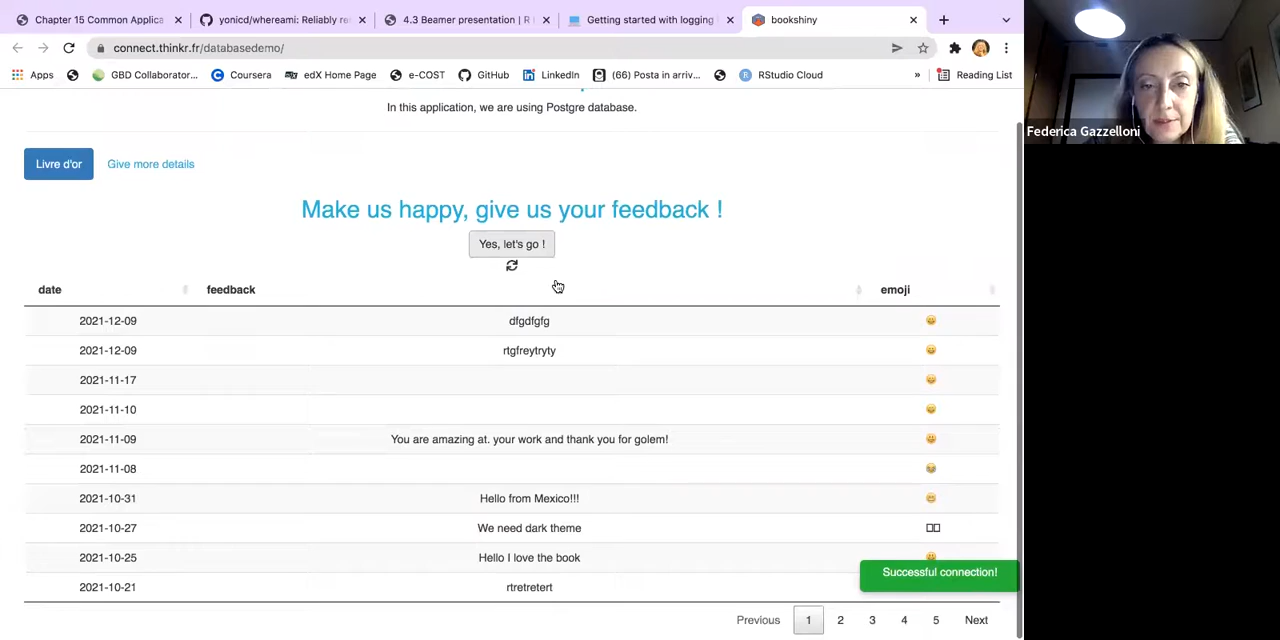 Chapter 15 Common Applica
yonicd/whereami: Reliably re
4.3 Beamer presentation | R
Getting started with logging
bookshiny
connect.thinkr.fr/databasedemo/
Apps
GBD Collaborator...
Coursera
edX Home Page
e-COST
GitHub
LinkedIn
(66) Posta in arriv...
RStudio Cloud
»
Reading List
In this application, we are using Postgre database.
Livre d'or
Give more details
Make us happy, give us your feedback !
Yes, let's go !
date feedback emoji
2021-12-09 dfgdfgfg
2021-12-09 rtgfreytryty
2021-11-17
2021-11-10
2021-11-09 You are amazing at. your work and thank you for golem!
2021-11-08
2021-10-31 Hello from Mexico!!!
2021-10-27 We need dark theme
2021-10-25 Hello I love the book
2021-10-21 rtretretert
Successful connection!
Previous 1 2 3 4 5 Next
Federica Gazzelloni